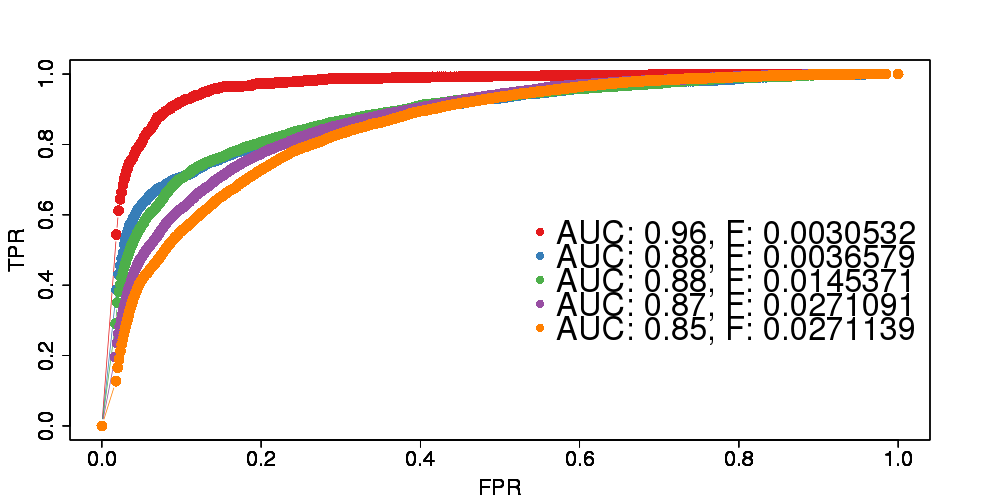 1.0
0.8
0.6
0.4
0.2
0.0
TPR
AUC: 0.96, F: 0.0030532
AUC: 0.88, F: 0.0036579
AUC: 0.88, F: 0.0145371
AUC: 0.87, F: 0.0271091
AUC: 0.85, F: 0.0271139
0.0 0.2 0.4 0.6 0.8 1.0
FPR